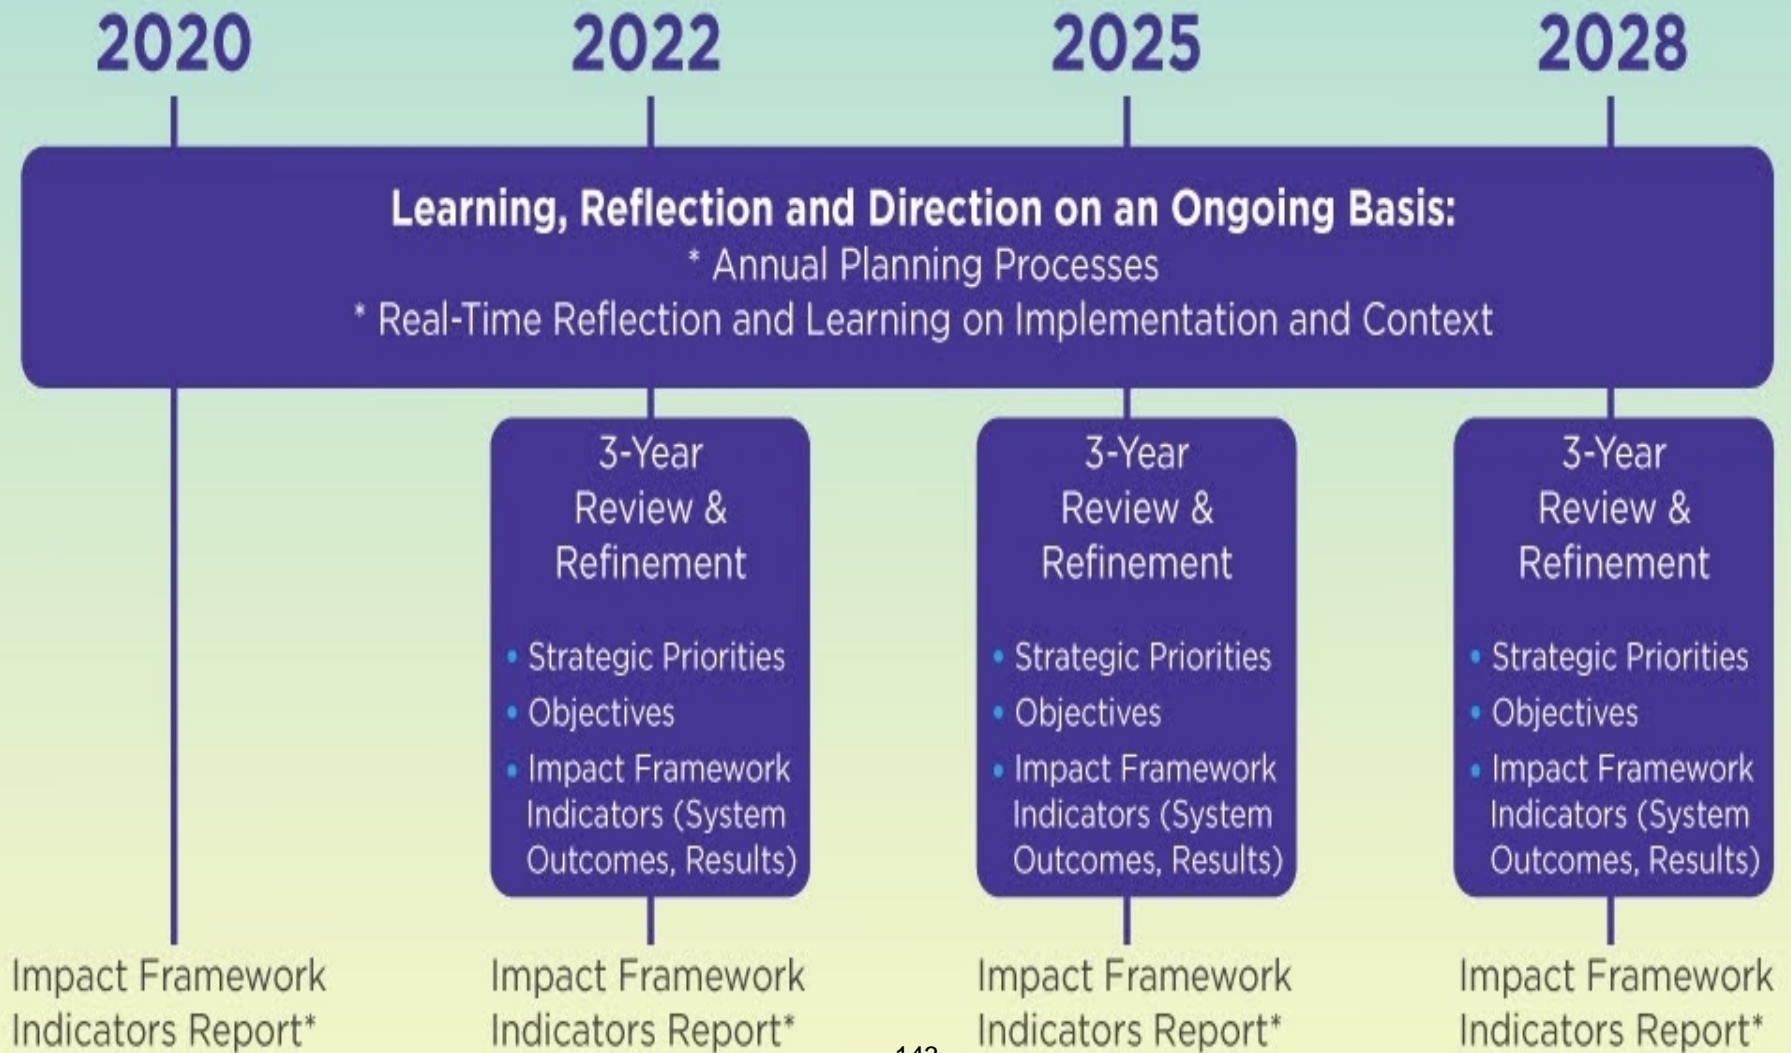 2020
2022
2025
2028
Learning, Reflection and Direction on an Ongoing Basis:
* Annual Planning Processes
* Real-Time Reflection and Learning on Implementation and Context
3-Year
Review &
Refinement
• Strategic Priorities
• Objectives
• Impact Framework
Indicators (System
Outcomes, Results)
3-Year
Review &
Refinement
• Strategic Priorities
• Objectives
• Impact Framework
Indicators (System
Outcomes, Results)
3-Year
Review &
Refinement
• Strategic Priorities
• Objectives
• Impact Framework
Indicators (System
Outcomes, Results)
Impact Framework
Indicators Report*
Impact Framework
Indicators Report*
Impact Framework
Indicators Report*
Impact Framework
Indicators Report*